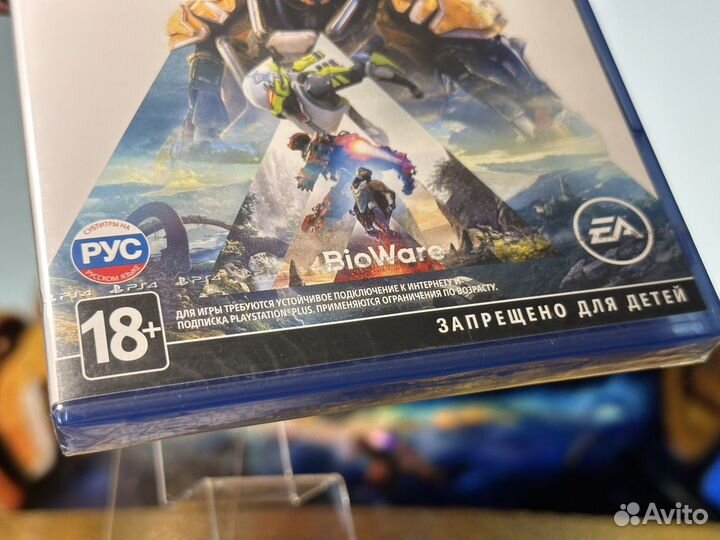 BioWare
EA
СУБТИТРЫ НА
РУС
РУССКОМ ЯЗЫКЕ
PS4 PS4 PS4
18+
ДЛЯ ИГРЫ ТРЕБУЮТСЯ УСТОЙЧИВОЕ ПОДКЛЮЧЕНИЕ К ИНТЕРНЕТУ И
ПОДПИСКА PLAYSTATION®PLUS. ПРИМЕНЯЮТСЯ ОГРАНИЧЕНИЯ ПО ВОЗРАСТУ.
ЗАПРЕЩЕНО ДЛЯ ДЕТЕЙ
Avito